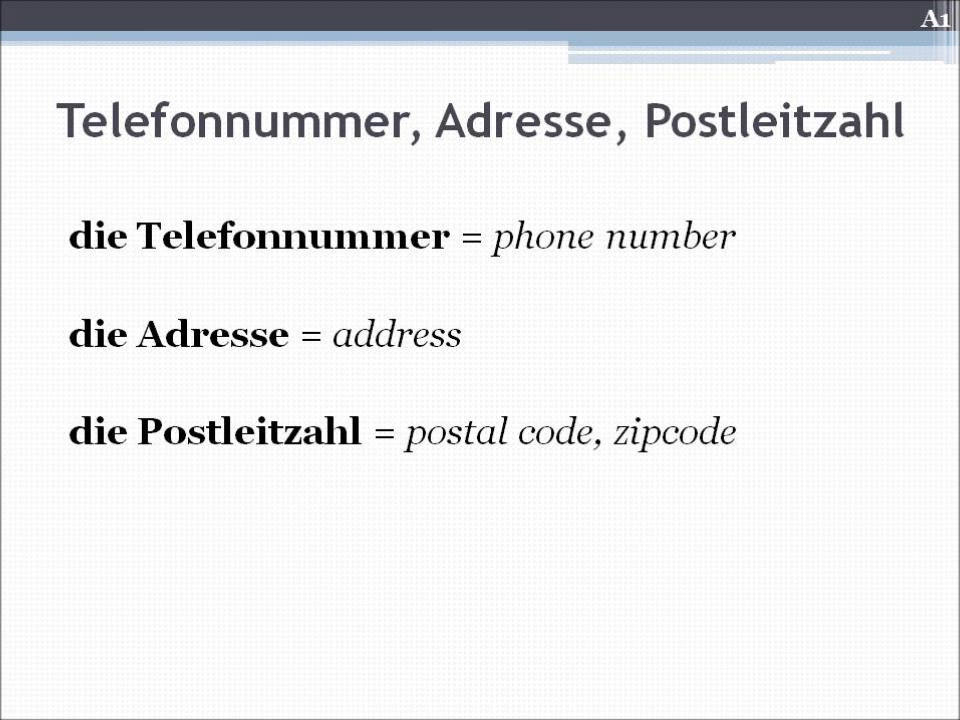 A1
Telefonnummer, Adresse, Postleitzahl
die Telefonnummer = phone number
die Adresse = address
die Postleitzahl = postal code, zipcode